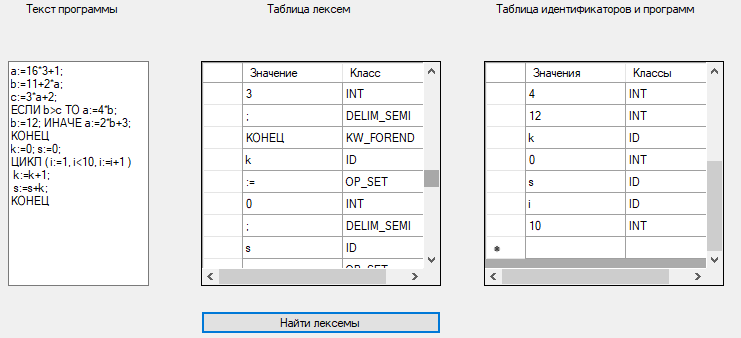 Текст программы
Таблица лексем
Таблица идентификаторов и программ
a:=16*3+1;
b:=11+2*a;
c:=3*a+2;
ЕСЛИ b>c ТО a:=4*b;
b:=12; ИНАЧЕ a:=2*b+3;
КОНЕЦ
k:=0; s:=0;
ЦИКЛ ( i:=1, i<10, i:=i+1 )
k:=k+1;
s:=s+k;
КОНЕЦ
Значение Класс
3 INT
; DELIM_SEMI
КОНЕЦ KW_FOREND
k ID
:= OP_SET
0 INT
; DELIM_SEMI
s ID
OP_SET
Значения Классы
4 INT
12 INT
k ID
0 INT
s ID
i ID
10 INT
Найти лексемы